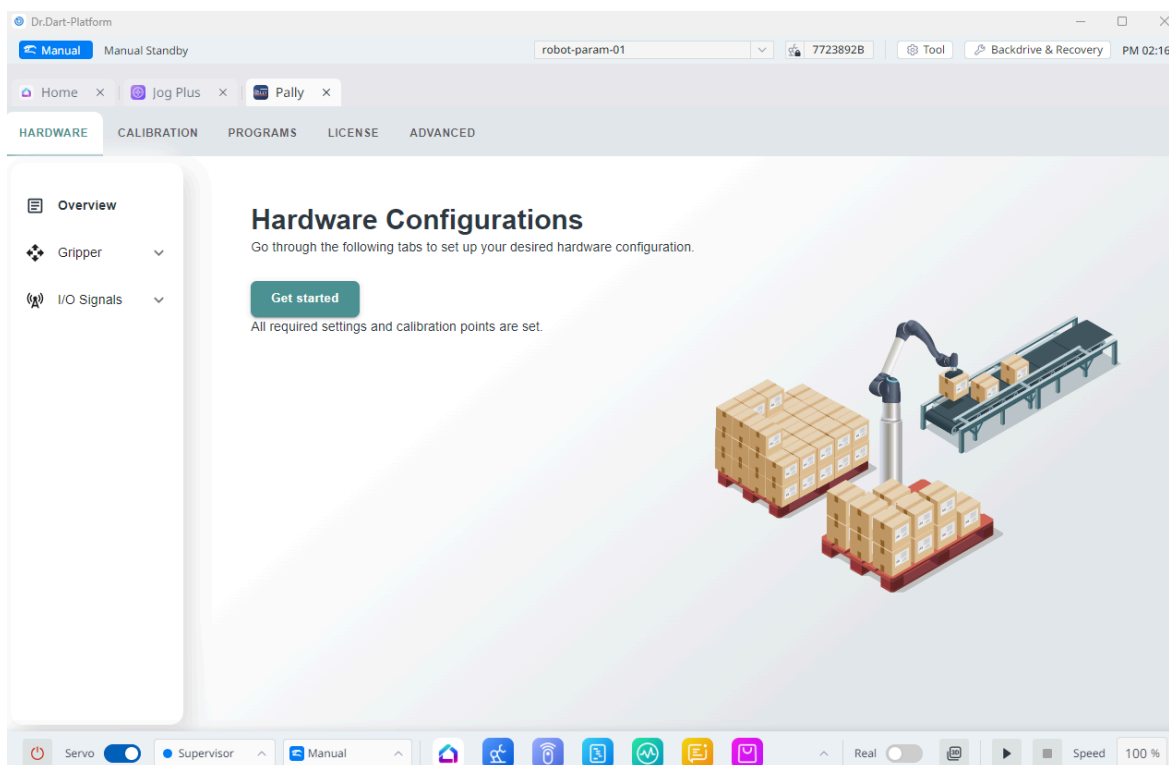 Dr.Dart-Platform
Manual Manual Standby robot-param-01 7723892B Tool Backdrive & Recovery PM 02:16
Home Jog Plus Pally
HARDWARE CALIBRATION PROGRAMS LICENSE ADVANCED
Overview
Gripper
I/O Signals
Hardware Configurations
Go through the following tabs to set up your desired hardware configuration.
Get started
All required settings and calibration points are set.
Servo Supervisor Manual Real 3D Speed 100 %